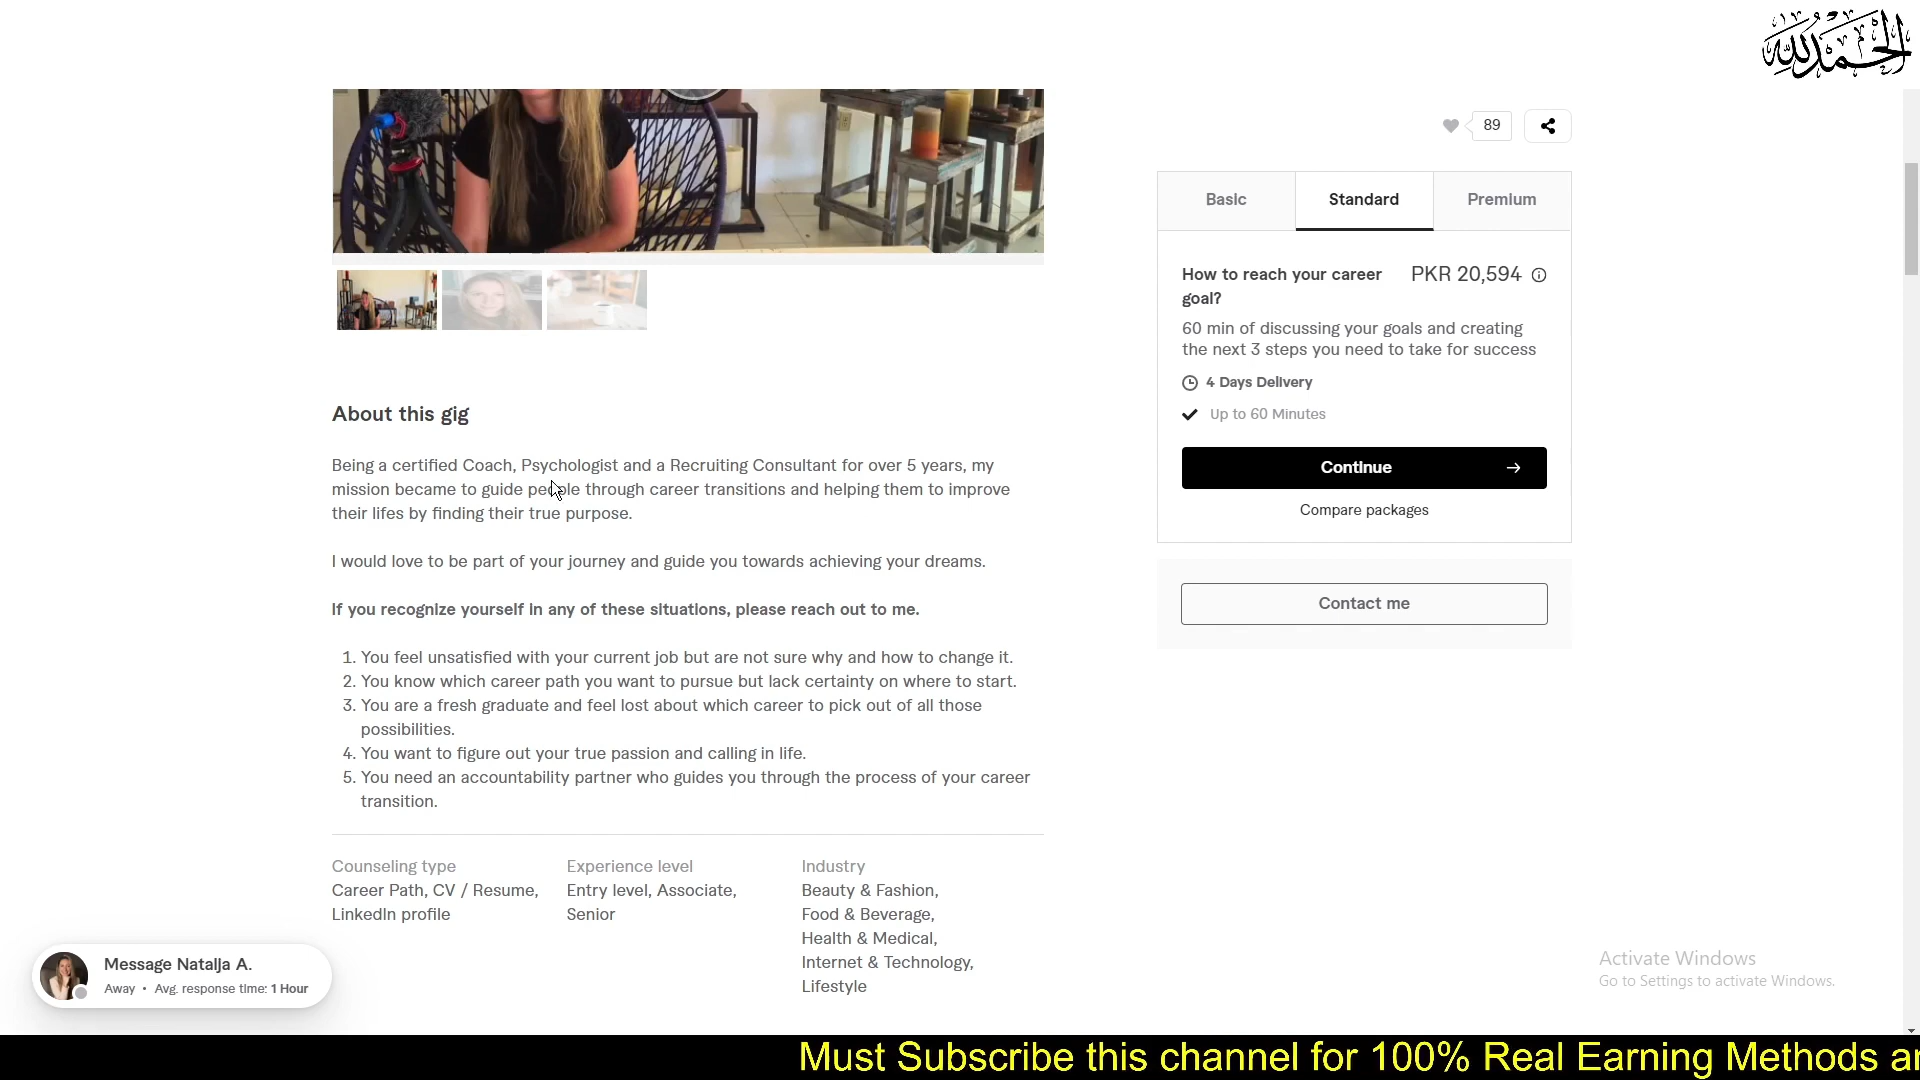 الحمد لله
89
Basic
Standard
Premium
How to reach your career
goal?
PKR 20,594
60 min of discussing your goals and creating
the next 3 steps you need to take for success
4 Days Delivery
Up to 60 Minutes
Continue
Compare packages
Contact me
About this gig
Being a certified Coach, Psychologist and a Recruiting Consultant for over 5 years, my
mission became to guide people through career transitions and helping them to improve
their lifes by finding their true purpose.
I would love to be part of your journey and guide you towards achieving your dreams.
If you recognize yourself in any of these situations, please reach out to me.
1. You feel unsatisfied with your current job but are not sure why and how to change it.
2. You know which career path you want to pursue but lack certainty on where to start.
3. You are a fresh graduate and feel lost about which career to pick out of all those
possibilities.
4. You want to figure out your true passion and calling in life.
5. You need an accountability partner who guides you through the process of your career
transition.
Counseling type
Career Path, CV / Resume,
LinkedIn profile
Experience level
Entry level, Associate,
Senior
Industry
Beauty & Fashion,
Food & Beverage,
Health & Medical,
Internet & Technology,
Lifestyle
Message Natalja A.
Away • Avg. response time: 1 Hour
Activate Windows
Go to Settings to activate Windows.
Must Subscribe this channel for 100% Real Earning Methods